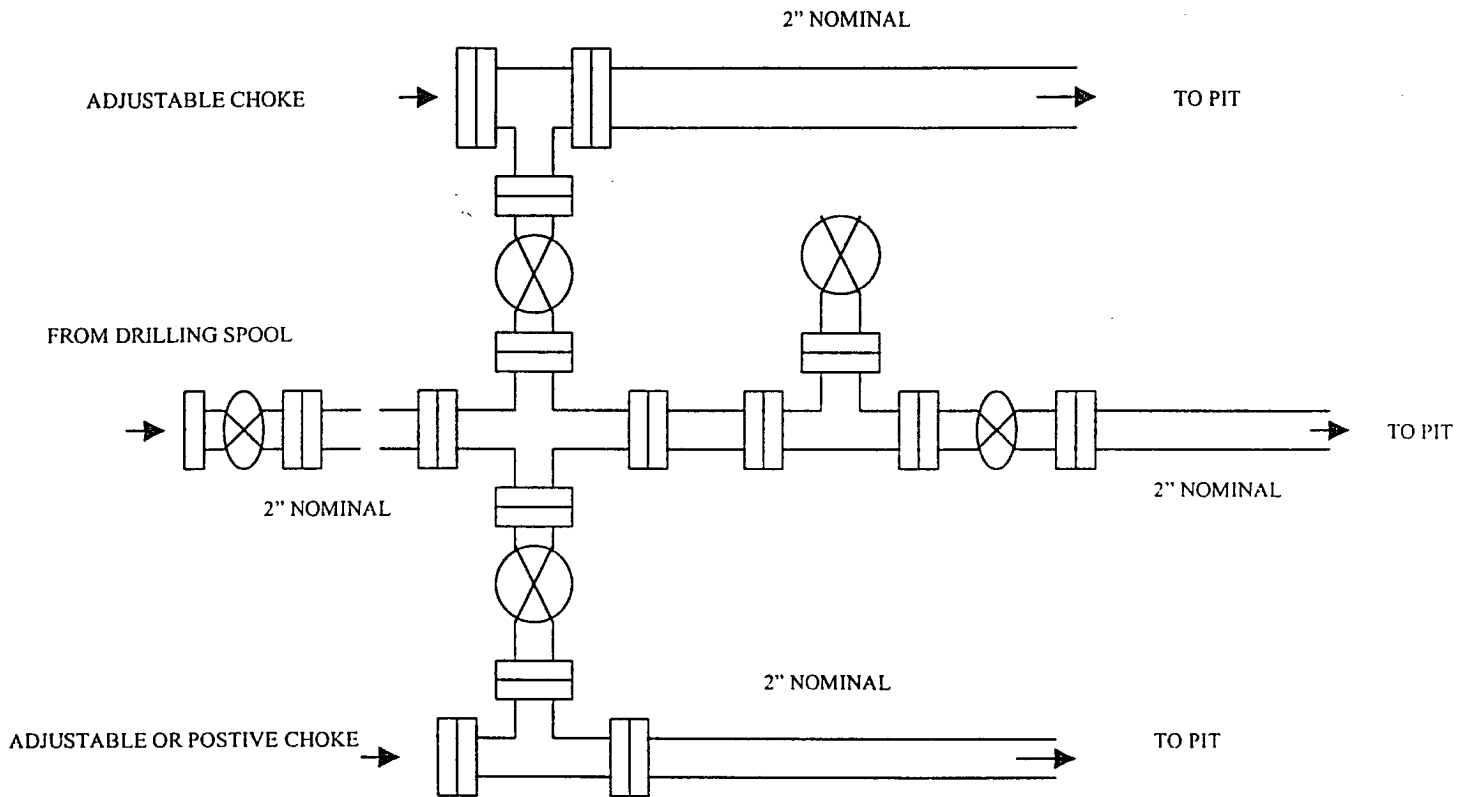 2” NOMINAL
ADJUSTABLE CHOKE
TO PIT
FROM DRILLING SPOOL
TO PIT
2” NOMINAL
2” NOMINAL
2” NOMINAL
ADJUSTABLE OR POSTIVE CHOKE
TO PIT